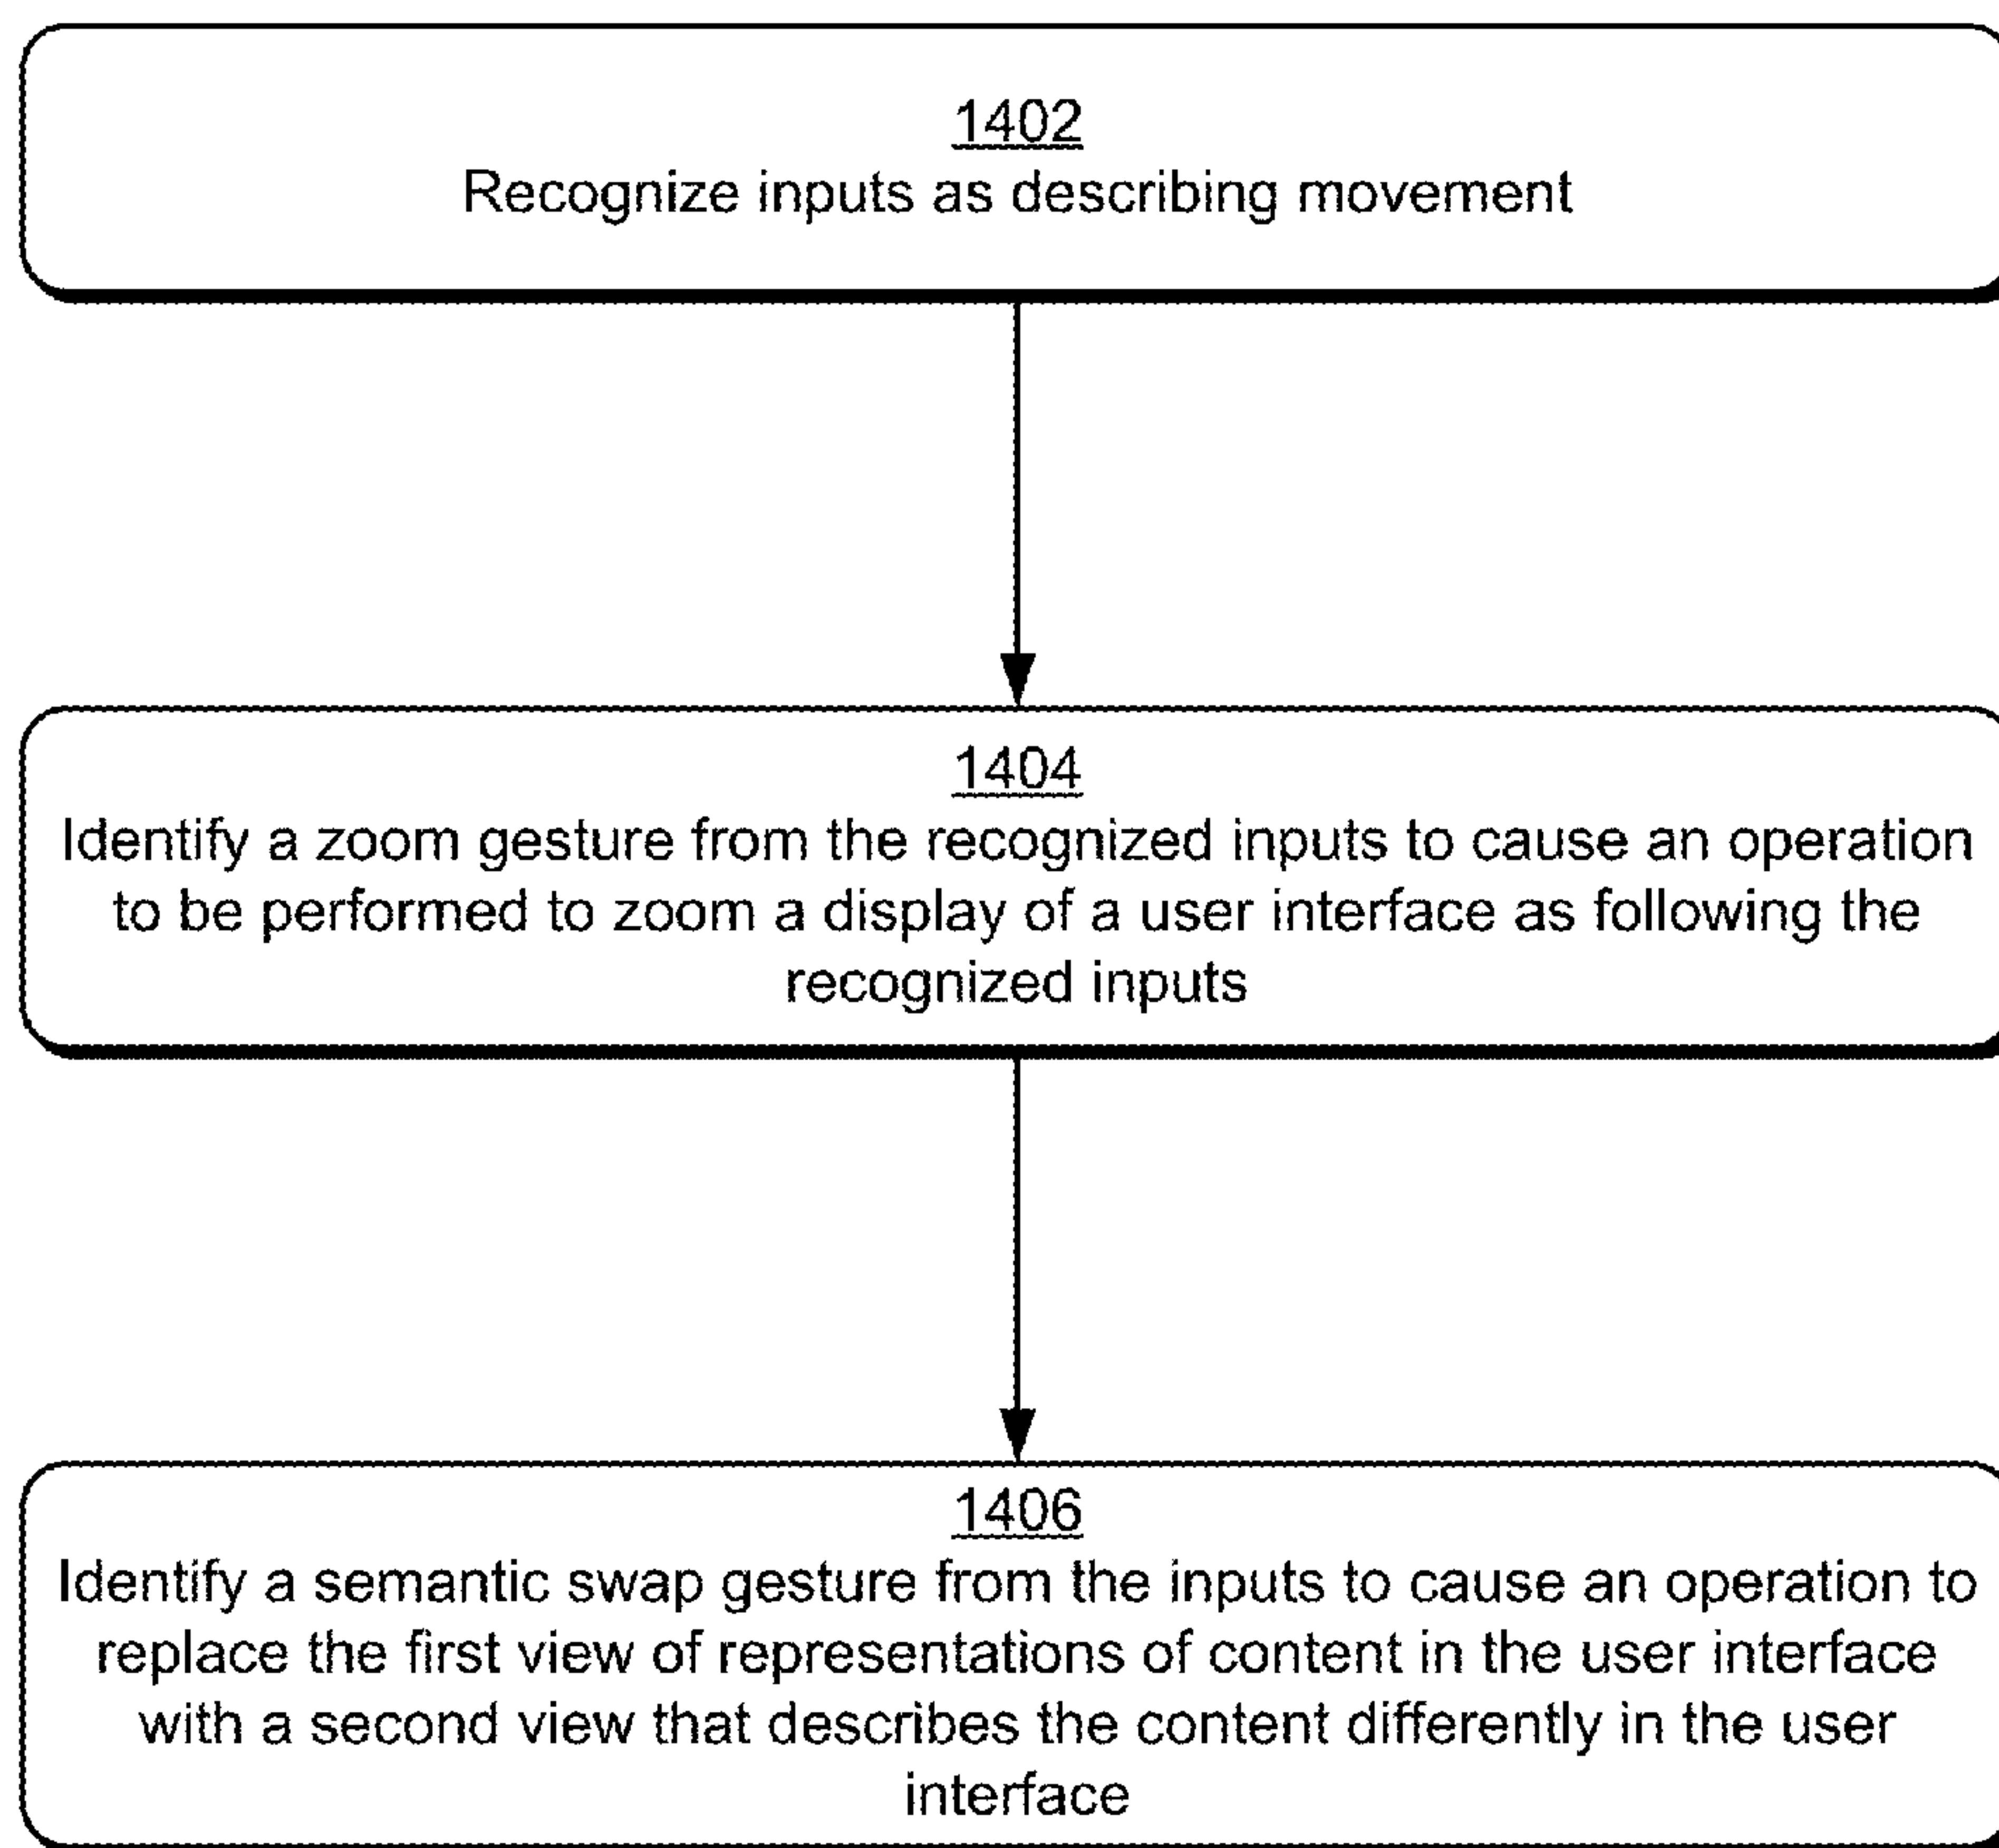 1402
Recognize inputs as describing movement
1404
Identify a zoom gesture from the recognized inputs to cause an operation
to be performed to zoom a display of a user interface as following the
recognized inputs
1406
Identify a semantic swap gesture from the inputs to cause an operation to
replace the first view of representations of content in the user interface
with a second view that describes the content differently in the user
interface